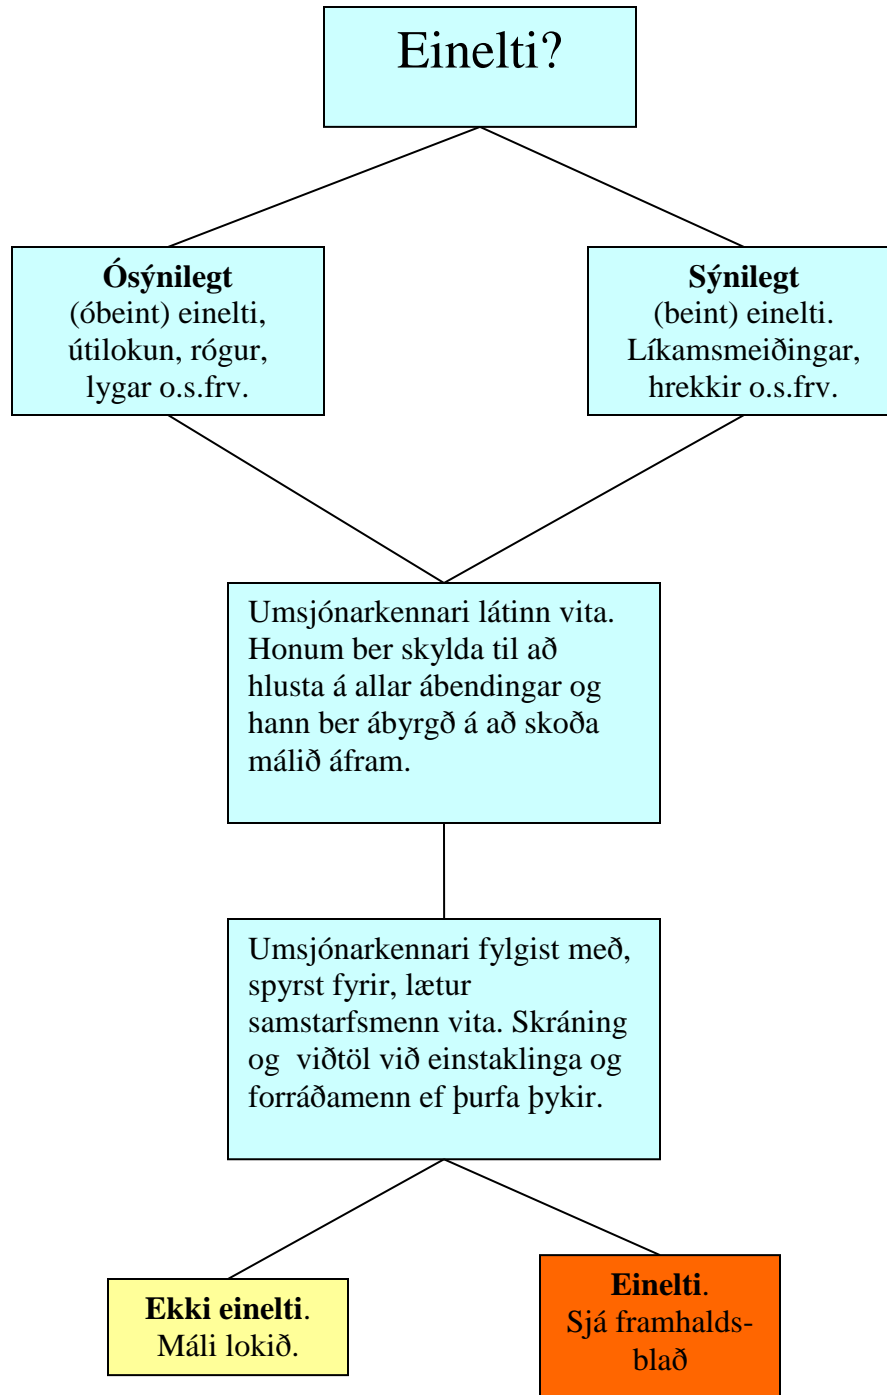 Einelti?
Ósýnilegt
(óbeint) einelti,
útilokun, rógur,
lygar o.s.frv.
Sýnilegt
(beint) einelti.
Líkamsmeiðingar,
hrekkir o.s.frv.
Umsjónarkennari látinn vita.
Honum ber skylda til að
hlusta á allar ábendingar og
hann ber ábyrgð á að skoða
málið áfram.
Umsjónarkennari fylgist með,
spyrst fyrir, lætur
samstarfsmenn vita. Skráning
og  viðtöl við einstaklinga og
forráðamenn ef þurfa þykir.
Ekki einelti.
Máli lokið.
Einelti.
Sjá framhalds-
blað